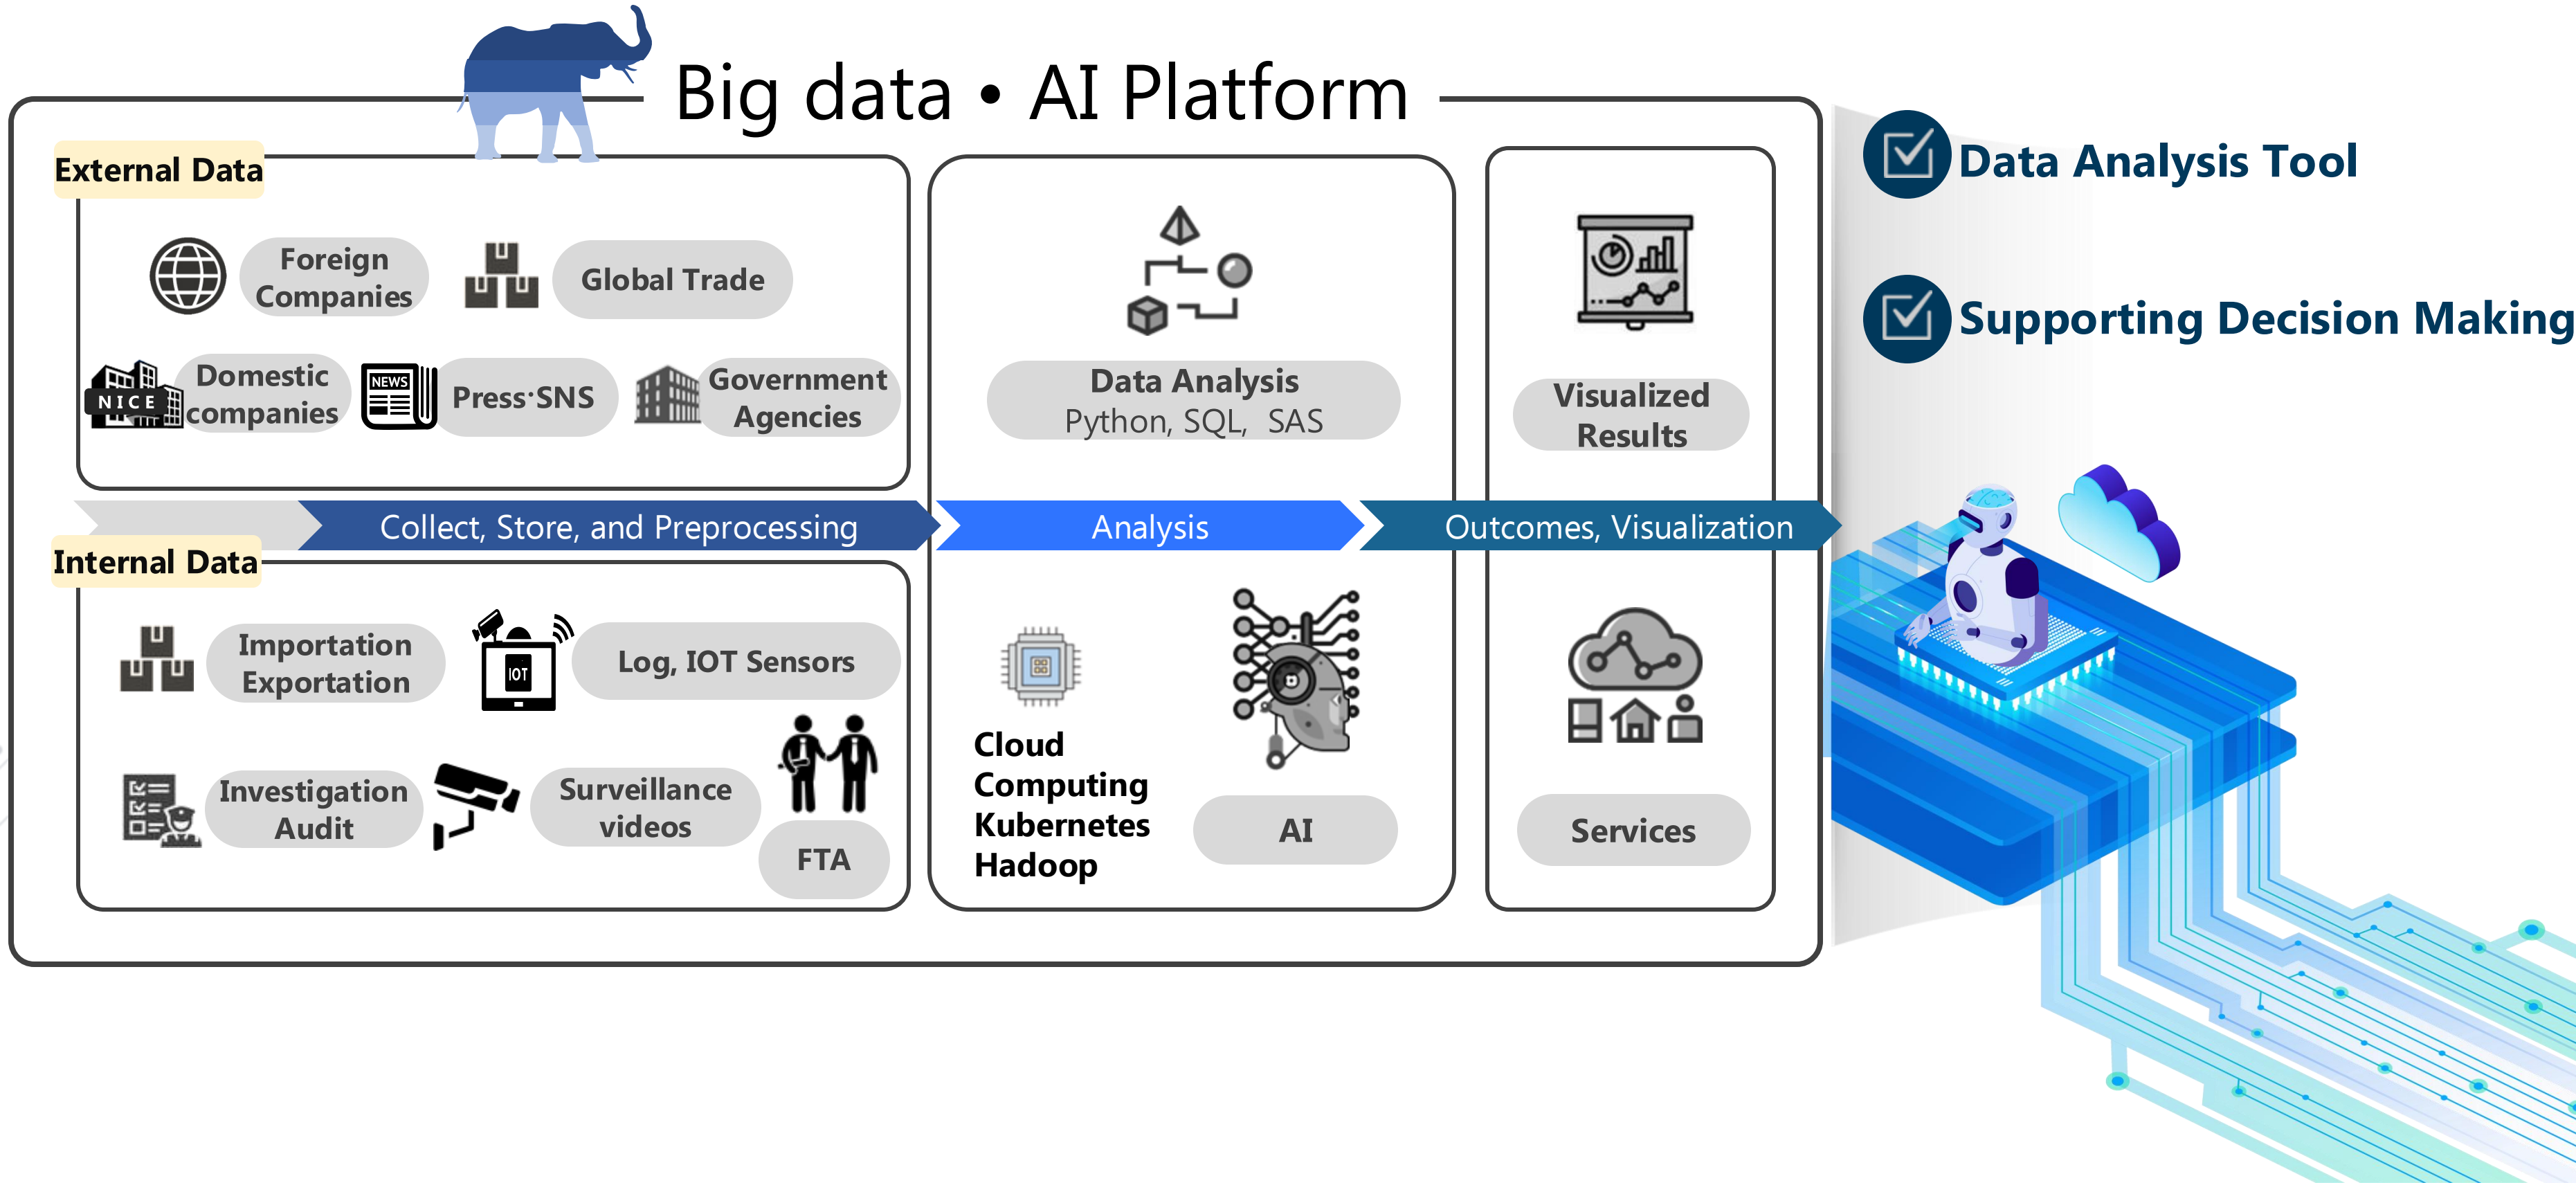 Big data • AI Platform
External Data
Foreign
Companies
Global Trade
NICE
Domestic
companies
NEWS
Press·SNS
Government
Agencies
Collect, Store, and Preprocessing
Internal Data
Importation
Exportation
IOT
Log, IOT Sensors
Investigation
Audit
Surveillance
videos
FTA
Data Analysis
Python, SQL,  SAS
Analysis
Cloud
Computing
Kubernetes
Hadoop
AI
Visualized
Results
Outcomes, Visualization
Services
Data Analysis Tool
Supporting Decision Making